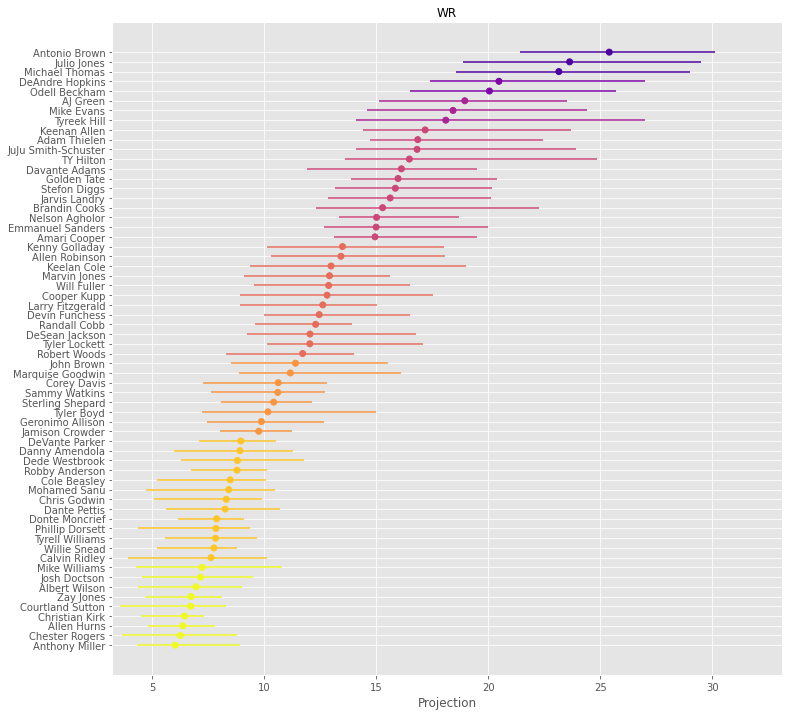 WR
Antonio Brown
Julio Jones
Michael Thomas
DeAndre Hopkins
Odell Beckham
AJ Green
Mike Evans
Tyreek Hill
Keenan Allen
Adam Thielen
JuJu Smith-Schuster
TY Hilton
Davante Adams
Golden Tate
Stefon Diggs
Jarvis Landry
Brandin Cooks
Nelson Agholor
Emmanuel Sanders
Amari Cooper
Kenny Golladay
Allen Robinson
Keelan Cole
Marvin Jones
Will Fuller
Cooper Kupp
Larry Fitzgerald
Devin Funchess
Randall Cobb
DeSean Jackson
Tyler Lockett
Robert Woods
John Brown
Marquise Goodwin
Corey Davis
Sammy Watkins
Sterling Shepard
Tyler Boyd
Geronimo Allison
Jamison Crowder
DeVante Parker
Danny Amendola
Dede Westbrook
Robby Anderson
Cole Beasley
Mohamed Sanu
Chris Godwin
Dante Pettis
Donte Moncrief
Phillip Dorsett
Tyrell Williams
Willie Snead
Calvin Ridley
Mike Williams
Josh Doctson
Albert Wilson
Zay Jones
Courtland Sutton
Christian Kirk
Allen Hurns
Chester Rogers
Anthony Miller
5 10 15 20 25 30
Projection